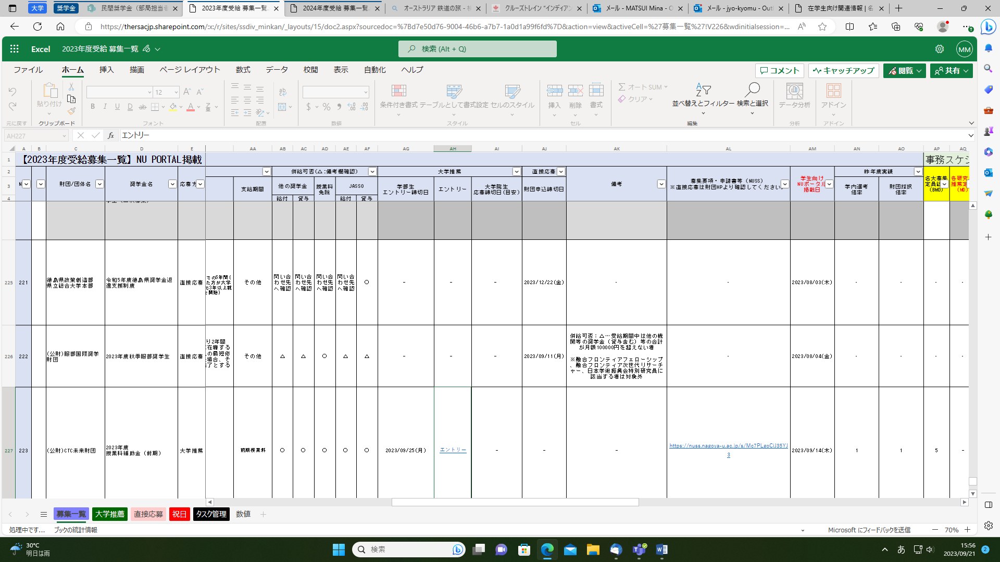 大学
奨学金
民間奨学金（部局担当者
2023年度受給 募集一覧
2024年度受給 募集一覧
オーストラリア 鉄道の旅 - 検
クルーズトレイン "インディアン
メール - MATSUI Mina - O
メール - jyo-kyomu - Outl
在学生向け関連情報 | 名
https://thersacjp.sharepoint.com/:x:/r/sites/ssdiv_minkan/_layouts/15/doc2.aspx?sourcedoc=%7Bd7e50d76-9004-46b6-a7b7-1a0d1a99f6fd%7D&action=view&activeCell=%27募集一覧%27!V226&wdinitialsession=...
Excel
2023年度受給 募集一覧
検索 (Alt + Q)
MM
ファイル ホーム 挿入 描画 ページ レイアウト 数式 データ 校閲 表示 自動化 ヘルプ
コメント キャッチアップ 閲覧 共有
貼り付け
12
オート SUM
クリア
条件付き書式 テーブルとして書式設定 セルのスタイル
挿入 削除 書式
並べ替えとフィルター 検索と選択
データ分析
アドイン
元に戻す クリップボード フォント 配置 数値 スタイル セル 編集 分析 アドイン
AH227
fx エントリー
A B C D E AA AB AC AD AE AF AG AH AI AJ AK AL AM AN AO AP AQ
1
【2023年度受給募集一覧】NU PORTAL掲載
事務スケジ
2
併給可否(△:備考欄確認)
大学推薦
直接応募
昨年度実績
3
財団/団体名
奨学金名
応募方
支給期間
他の奨学金
授業料
免除
JASSO
学部生
エントリー締切日
エントリー
大学院生
応募締切日(目安)
財団申込締切日
備考
募集要項・申請書等（NUSS）
※直接応募は財団HPより確認してください。
学生向け
NUポータル
掲載日
学内選考
倍率
財団採択
倍率
名大募集
定員総
(BMD)
各研究
推薦定
(MD)
4
給付 貸与 給付 貸与
225
221
徳島県政策創造部
県立総合大学本部
令和5年度徳島県奨学金返
還支援制度
直接応募
での6年間(
た方が大学
で3年以上就
を開始)
その他
問い合
わせ先
へ確認
問い合
わせ先
へ確認
問い合
わせ先
へ確認
問い合
わせ先
へ確認
○
-
-
-
2023/12/22(金)
-
-
2023/08/03(木)
-
-
-
-
226
222
(公財)服部国際奨学
財団
2023年度秋季服部奨学生
直接応募
り2年間
在籍する
の最短修
場合、そ
了とする
その他
△
△
○
△
△
-
-
-
2023/09/11(月)
併給可否：△…受給期間中は他の機
関等の奨学金（貸与含む）等の合計
が月額100000円を超えない者
※融合フロンティアフェローシップ
、融合フロンティア次世代リサーチ
ャー、日本学術振興会特別研究員に
該当する者は対象外
-
2023/08/04(金)
-
-
-
-
227
223
(公財)CTC未来財団
2023年度
授業料補助金（前期）
大学推薦
前期授業料
○
○
○
○
○
2023/09/25(月)
エントリー
-
-
-
https://nuss.nagoya-u.ac.jp/s/Mc7PLgoCiJ35YJ
3
2023/09/14(木)
1
1
5
-
募集一覧 大学推薦 直接応募 祝日 タスク管理 数値
処理中です... ブックの統計情報
Microsoft にフィードバックを送信
70%
30°C
明日は雨
検索
あ
15:56
2023/09/21
2